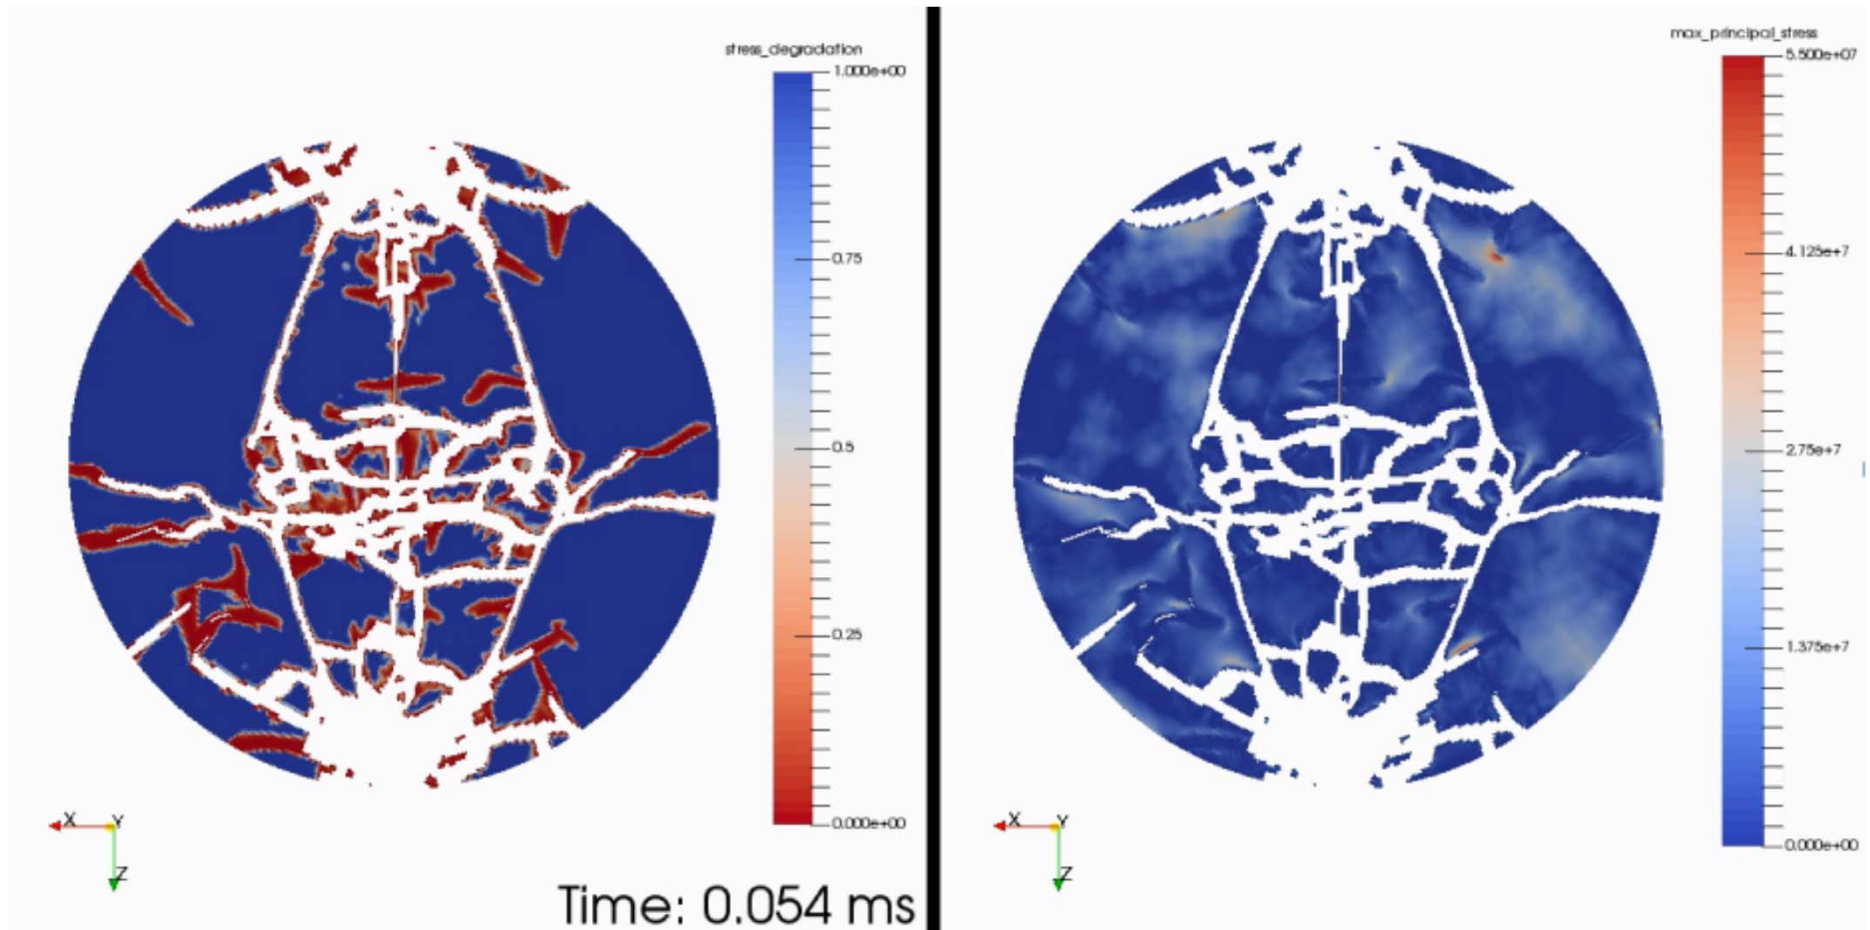 stress_degradation
1.000e+00
0.75
0.5
0.25
0.000e+00
X
Y
Z
Time: 0.054 ms
max_principal_stress
5.500e+07
4.125e+7
2.75e+7
1.375e+7
0.000e+00
X
Y
Z